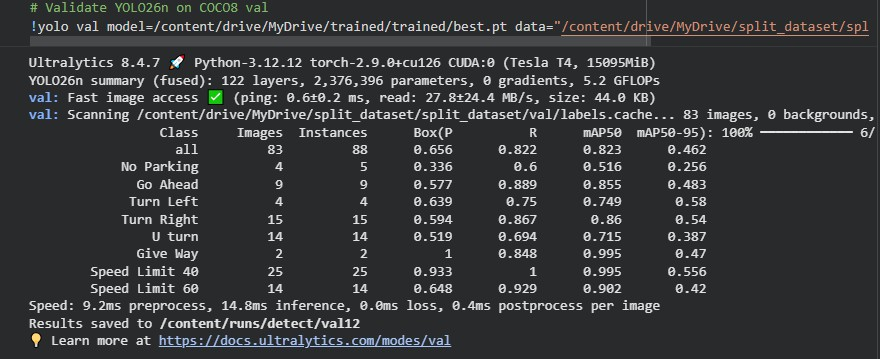 # Validate YOLO26n on COCO8 val
!yolo val model=/content/drive/MyDrive/trained/trained/best.pt data="/content/drive/MyDrive/split_dataset/spl
Ultralytics 8.4.7 🚀 Python-3.12.12 torch-2.9.0+cu126 CUDA:0 (Tesla T4, 15095MiB)
YOLO26n summary (fused): 122 layers, 2,376,396 parameters, 0 gradients, 5.2 GFLOPs
val: Fast image access ✅ (ping: 0.6±0.2 ms, read: 27.8±24.4 MB/s, size: 44.0 KB)
val: Scanning /content/drive/MyDrive/split_dataset/split_dataset/val/labels.cache... 83 images, 0 backgrounds,
Class Images Instances Box(P R mAP50 mAP50-95): 100% ━━━━━━━━━━━━ 6/
all 83 88 0.656 0.822 0.823 0.462
No Parking 4 5 0.336 0.6 0.516 0.256
Go Ahead 9 9 0.577 0.889 0.855 0.483
Turn Left 4 4 0.639 0.75 0.749 0.58
Turn Right 15 15 0.594 0.867 0.86 0.54
U turn 14 14 0.519 0.694 0.715 0.387
Give Way 2 2 1 0.848 0.995 0.47
Speed Limit 40 25 25 0.933 1 0.995 0.556
Speed Limit 60 14 14 0.648 0.929 0.902 0.42
Speed: 9.2ms preprocess, 14.8ms inference, 0.0ms loss, 0.4ms postprocess per image
Results saved to /content/runs/detect/val12
💡 Learn more at https://docs.ultralytics.com/modes/val